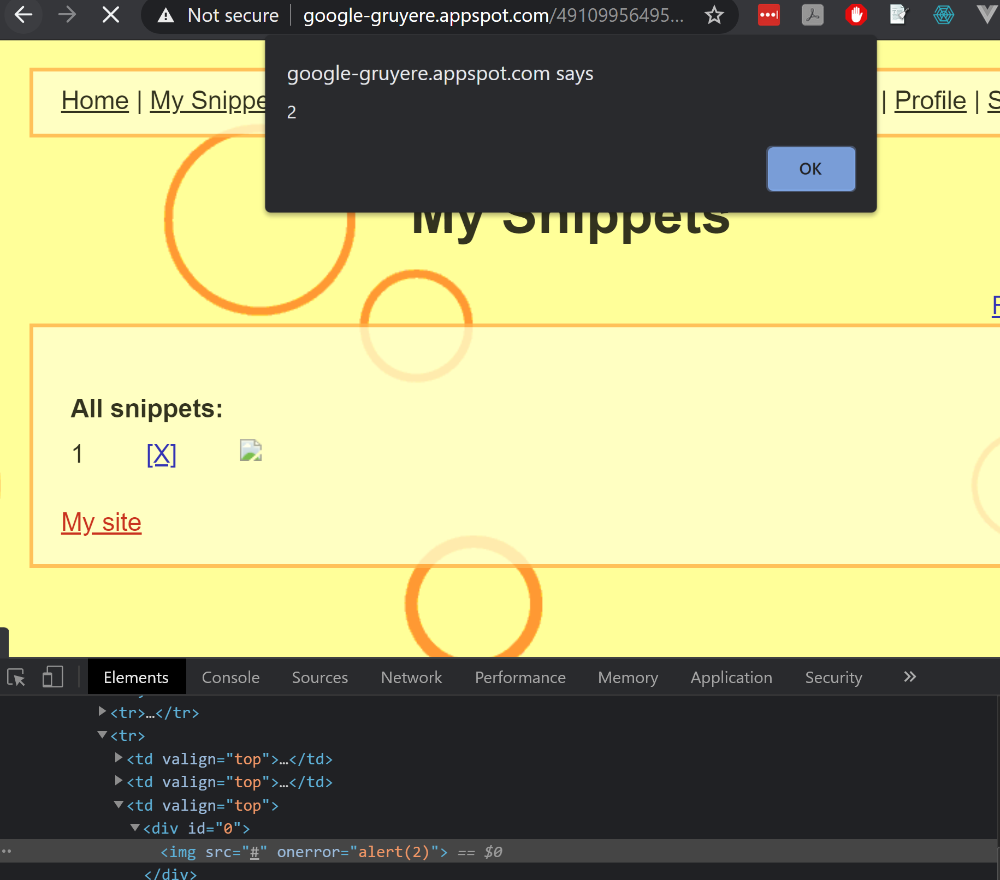 Not secure | google-gruyere.appspot.com/49109956495...
google-gruyere.appspot.com says
2
OK
Home | My Snippe
| Profile | S
My Snippets
F
All snippets:
1 [X]
My site
Elements Console Sources Network Performance Memory Application Security »
<tr>…</tr>
<tr>
<td valign="top">…</td>
<td valign="top">…</td>
<td valign="top">
<div id="0">
<img src="#" onerror="alert(2)"> == $0
</div>